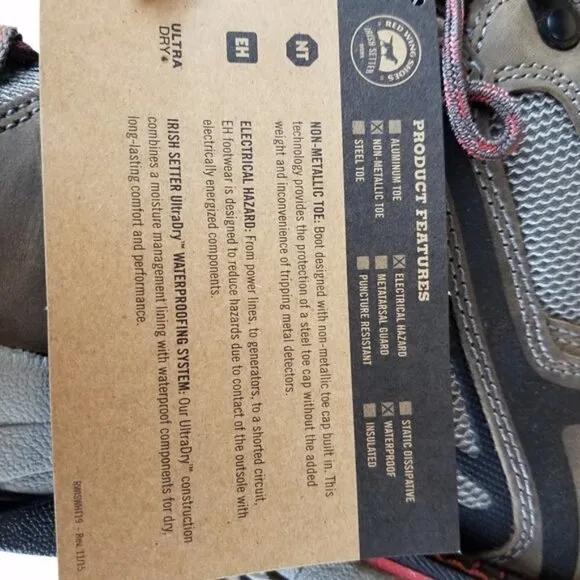 RED WING SHOES
IRISH SETTER
PRODUCT FEATURES
ALUMINUM TOE
NON-METALLIC TOE
STEEL TOE
ELECTRICAL HAZARD
METATARSAL GUARD
PUNCTURE RESISTANT
STATIC DISSIPATIVE
WATERPROOF
INSULATED
NT
NON-METALLIC TOE: Boot designed with non-metallic toe cap built in. This
technology provides the protection of a steel toe cap without the added
weight and inconvenience of tripping metal detectors.
EH
ELECTRICAL HAZARD: From power lines, to generators, to a shorted circuit,
EH footwear is designed to reduce hazards due to contact of the outsole with
electrically energized components.
ULTRA
DRY
IRISH SETTER UltraDry™ WATERPROOFING SYSTEM: Our UltraDry™ construction
combines a moisture management lining with waterproof components for dry,
long-lasting comfort and performance.
RWISWHT19 - Rev. 11/15